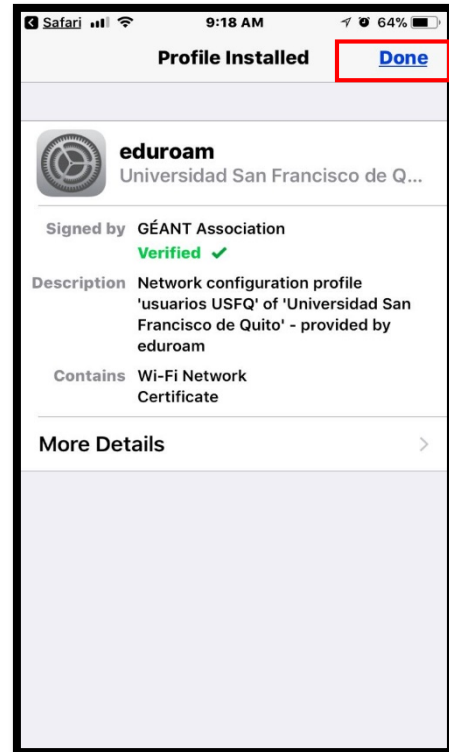 Safari 9:18 AM 64%
Profile Installed Done
eduroam
Universidad San Francisco de Q...
Signed by GÉANT Association
Verified ✓
Description Network configuration profile
'usuarios USFQ' of 'Universidad San
Francisco de Quito' - provided by
eduroam
Contains Wi-Fi Network
Certificate
More Details